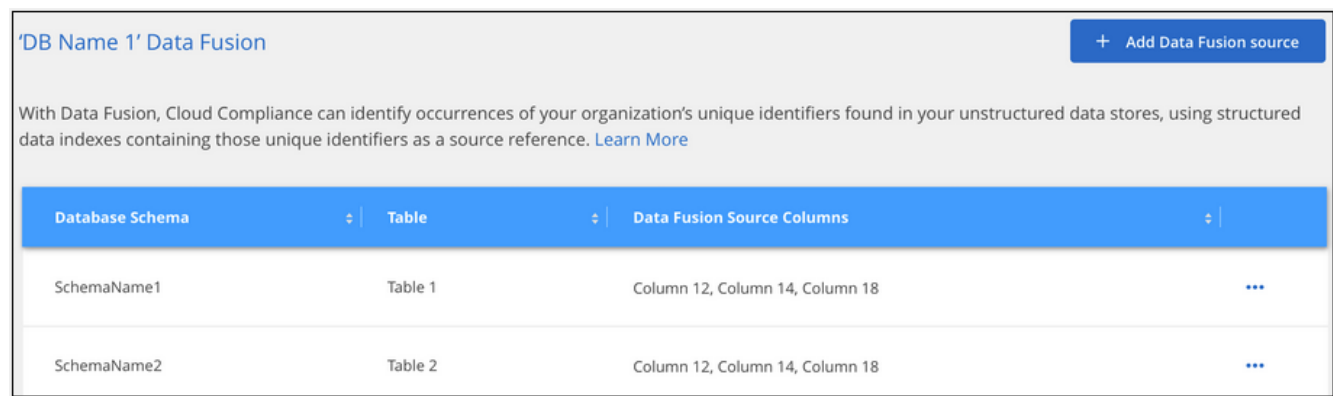 ‘DB Name 1’ Data Fusion
+ Add Data Fusion source
With Data Fusion, Cloud Compliance can identify occurrences of your organization’s unique identifiers found in your unstructured data stores, using structured
data indexes containing those unique identifiers as a source reference. Learn More
Database Schema Table Data Fusion Source Columns
SchemaName1 Table 1 Column 12, Column 14, Column 18
SchemaName2 Table 2 Column 12, Column 14, Column 18